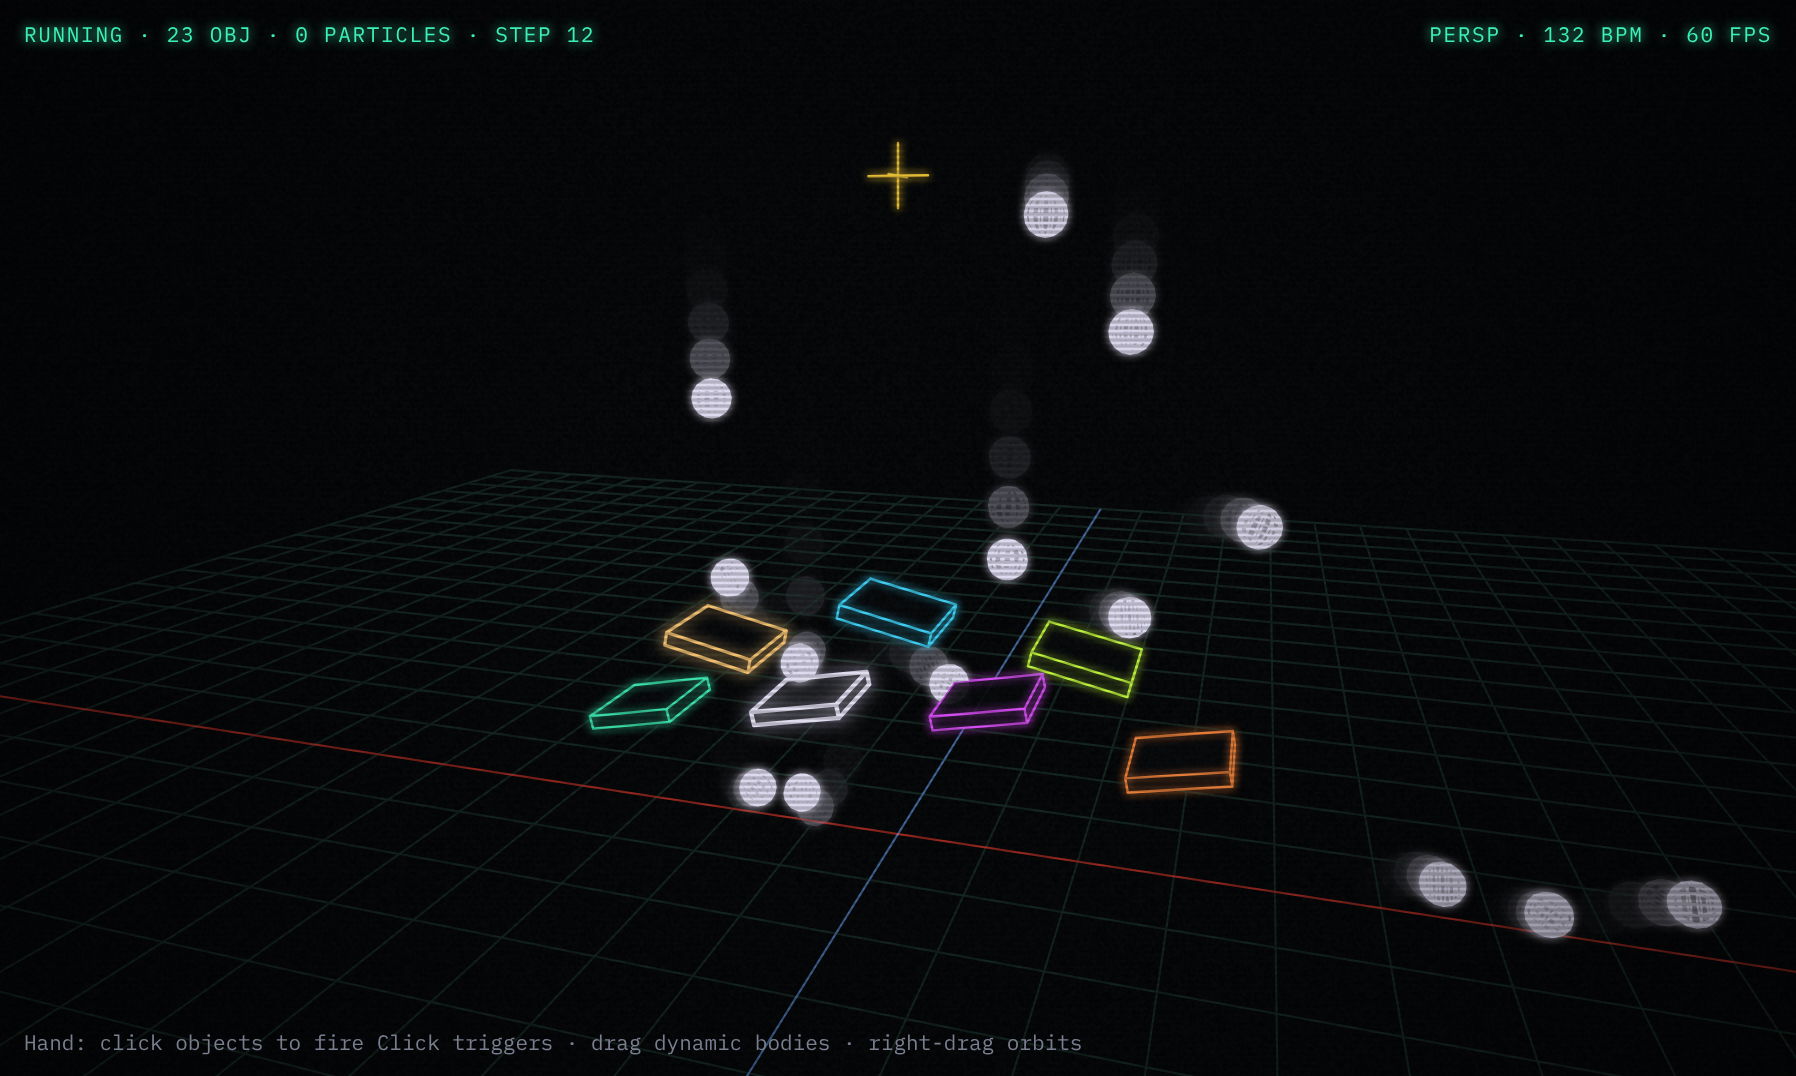 RUNNING · 23 OBJ · 0 PARTICLES · STEP 12
PERSP · 132 BPM · 60 FPS
Hand: click objects to fire Click triggers · drag dynamic bodies · right-drag orbits